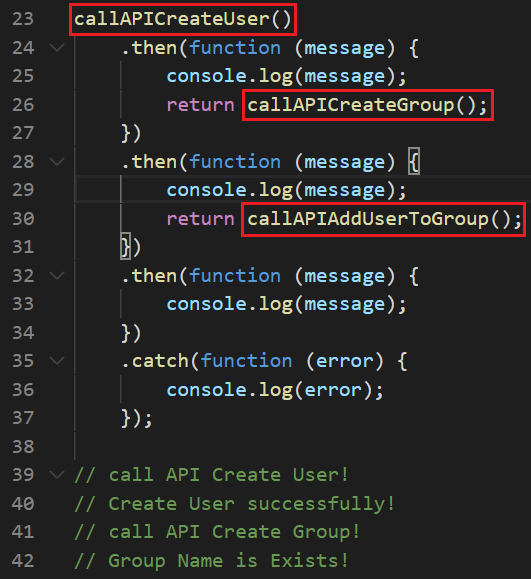 23 callAPICreateUser()
24 .then(function (message) {
25 console.log(message);
26 return callAPICreateGroup();
27 })
28 .then(function (message) {
29 console.log(message);
30 return callAPIAddUserToGroup();
31 })
32 .then(function (message) {
33 console.log(message);
34 })
35 .catch(function (error) {
36 console.log(error);
37 });
38
39 // call API Create User!
40 // Create User successfully!
41 // call API Create Group!
42 // Group Name is Exists!